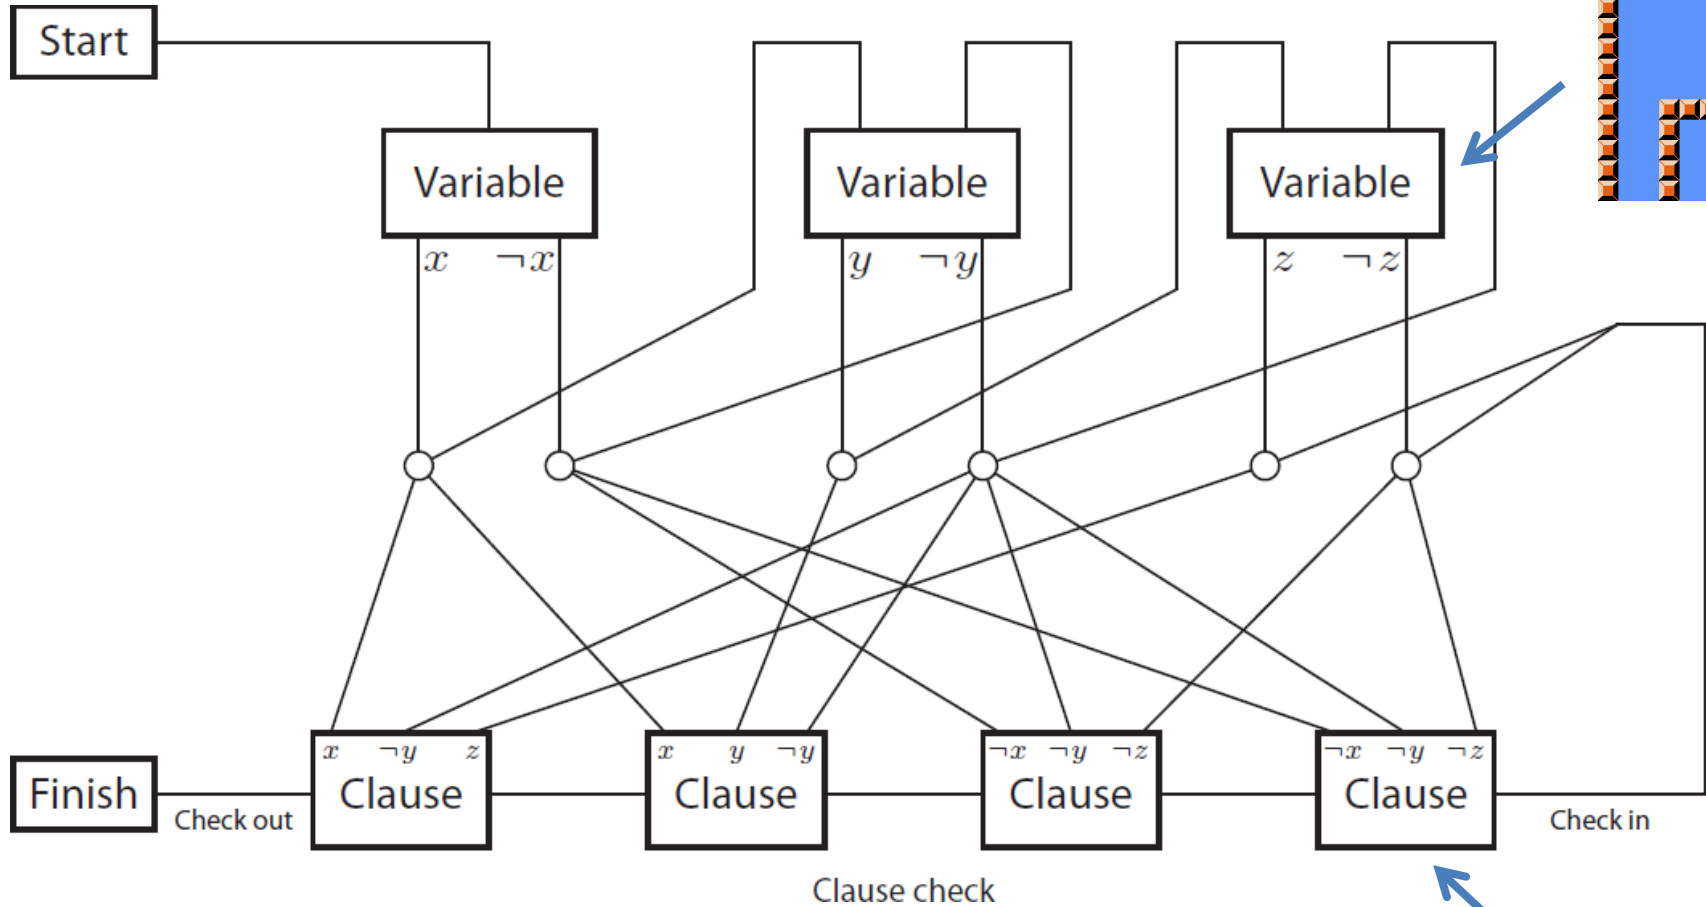 Start
Variable Variable Variable
x ¬x y ¬y z ¬z
x ¬y z x y ¬y ¬x ¬y ¬z ¬x ¬y ¬z
Finish Clause Clause Clause Clause
Check out Check in
Clause check